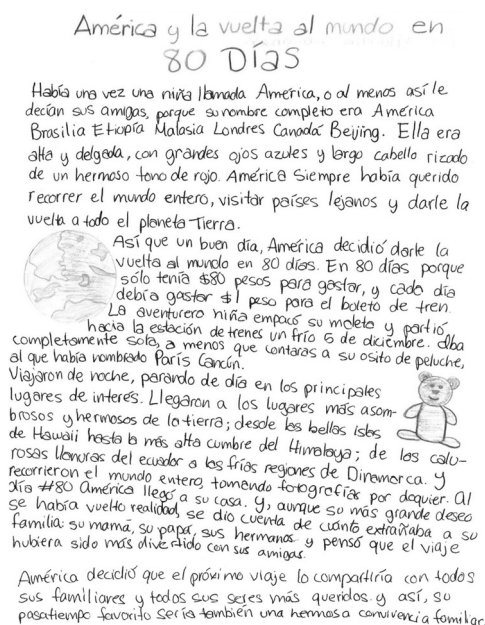 América y la vuelta al mundo en
80 DÍas
Había una vez una niña llamada América, o al menos así le
decían sus amigas, porque su nombre completo era América
Brasilia Etiopía Malasia Londres Canadá Beijing. Ella era
alta y delgada, con grandes ojos azules y largo cabello rizado
de un hermoso tono de rojo. América siempre había querido
recorrer el mundo entero, visitar países lejanos y darle la
vuelta a todo el planeta Tierra.
Así que un buen día, América decidió darle la
vuelta al mundo en 80 días. En 80 días porque
sólo tenía $80 pesos para gastar, y cada día
debía gastar $1 peso para el boleto de tren.
La aventurera niña empacó su maleta y partió
hacia la estación de trenes un frío 5 de diciembre. Iba
completamente sola, a menos que contaras a su osito de peluche,
al que había nombrado París Cancún.
Viajaron de noche, parando de día en los principales
lugares de interés. Llegaron a los lugares más asom-
brosos y hermosos de la tierra; desde las bellas islas
de Hawaii hasta la más alta cumbre del Himalaya; de las calu-
rosas llanuras del ecuador a las frías regiones de Dinamarca. Y
recorrieron el mundo entero, tomando fotografías por doquier. Al
día #80 América llegó a su casa. Y, aunque su más grande deseo
se había vuelto realidad, se dio cuenta de cuánto extrañaba a su
familia: su mamá, su papá, sus hermanas y pensó que el viaje
hubiera sido más divertido con sus amigas.
América decidió que el próximo viaje lo compartiría con todos
sus familiares y todos sus seres más queridos. y así, su
pasatiempo favorito sería también una hermosa convivencia familiar.